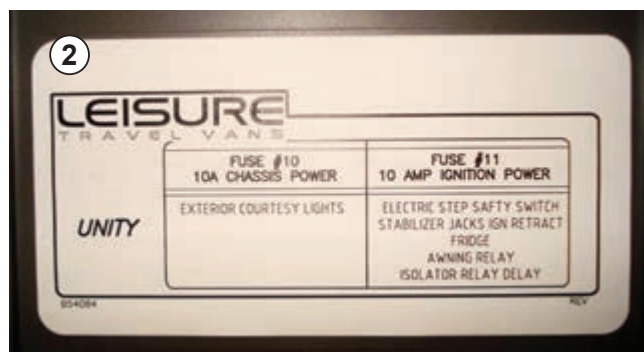 2
LEISURE
TRAVEL VANS
FUSE #10
10A CHASSIS POWER
FUSE #11
10 AMP IGNITION POWER
UNITY
EXTERIOR COURTESY LIGHTS
ELECTRIC STEP SAFTY SWITCH
STABILIZER JACKS IGN RETRACT
FRIDGE
AWNING RELAY
ISOLATOR RELAY DELAY
854084
REV